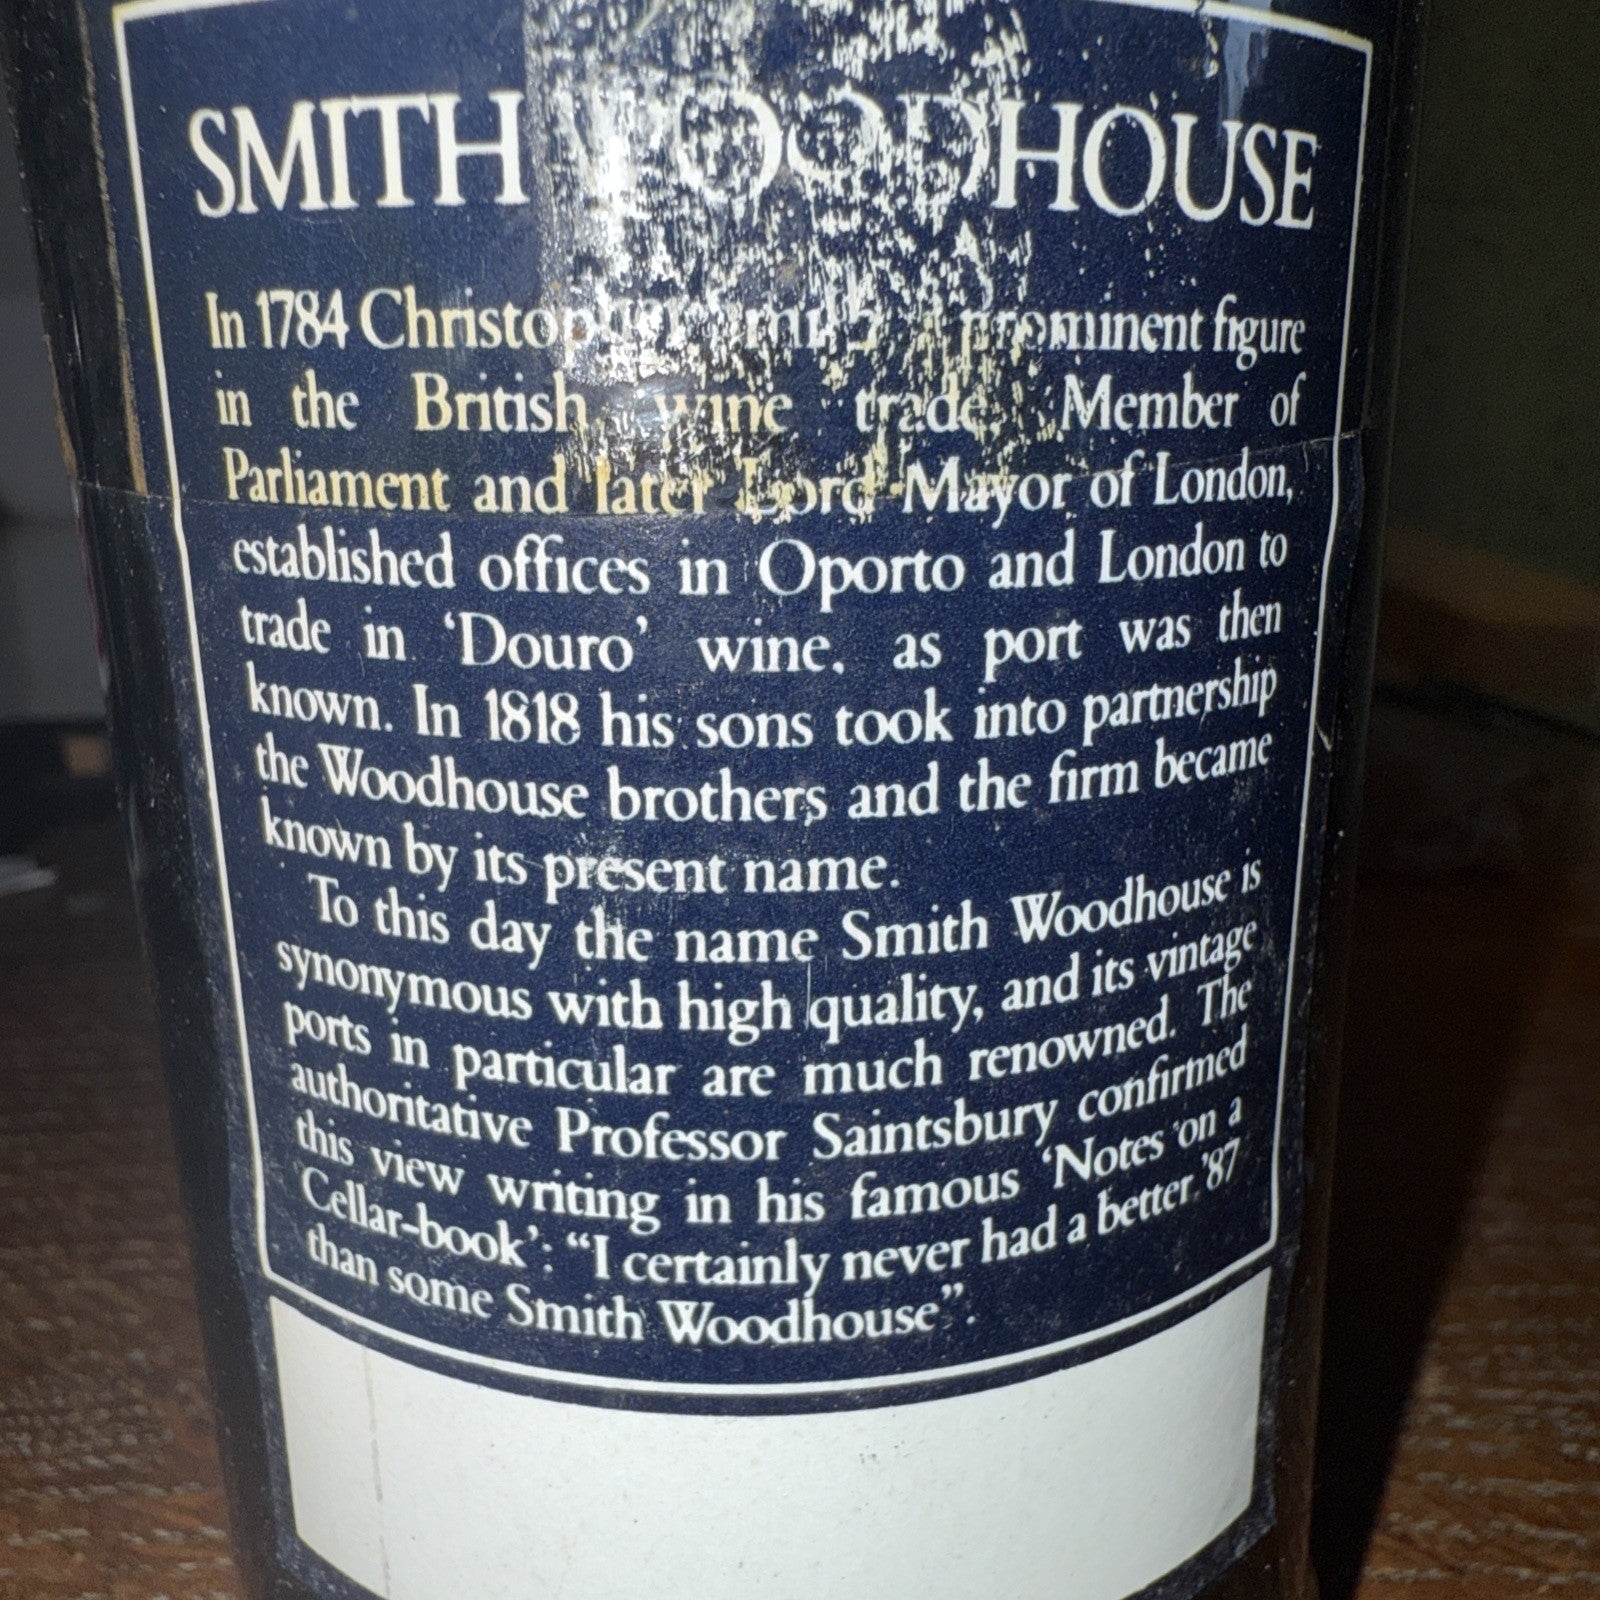 SMITH WOODHOUSE
In 1784 Christopher Smith, a prominent figure
in the British wine trade, Member of
Parliament and later Lord Mayor of London,
established offices in Oporto and London to
trade in ‘Douro’ wine, as port was then
known. In 1818 his sons took into partnership
the Woodhouse brothers and the firm became
known by its present name.
To this day the name Smith Woodhouse is
synonymous with high quality, and its vintage
ports in particular are much renowned. The
authoritative Professor Saintsbury confirmed
this view writing in his famous ‘Notes on a
Cellar-book’: “I certainly never had a better ’87
than some Smith Woodhouse”.